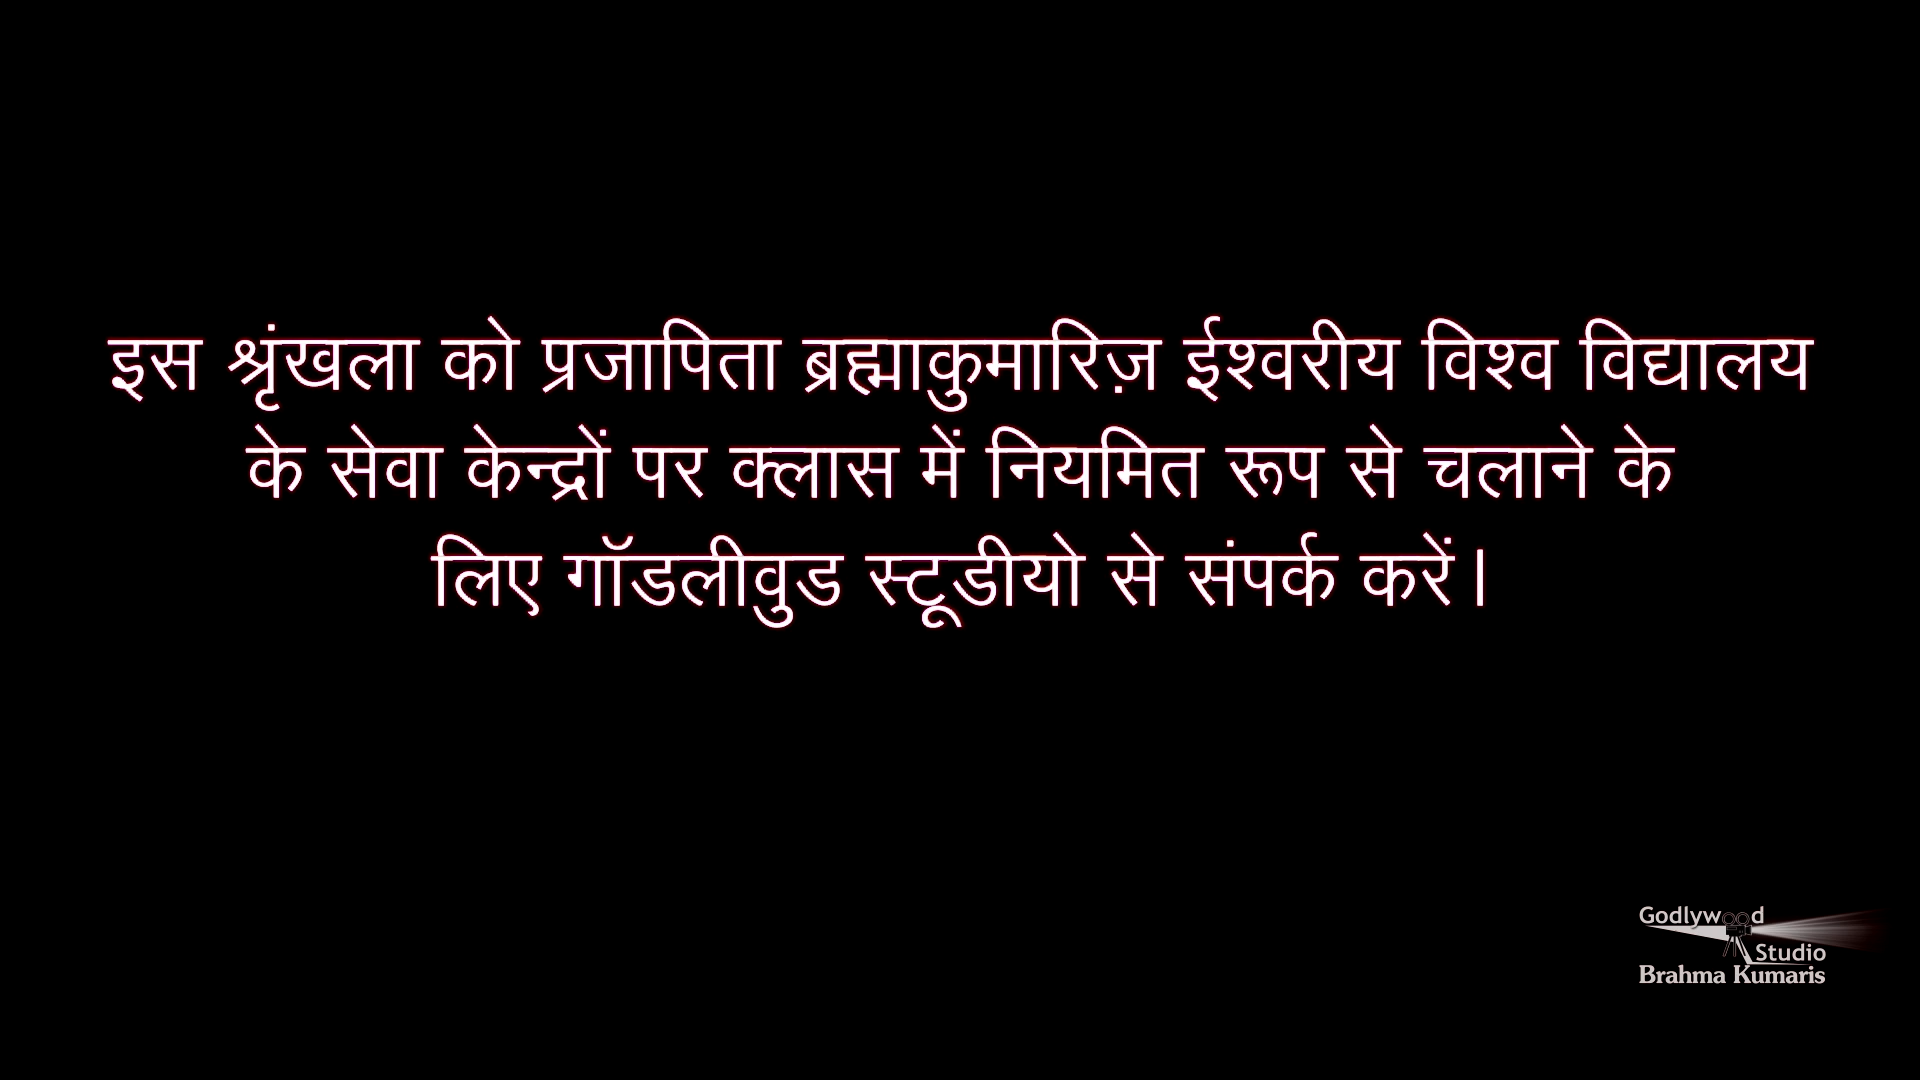 इस श्रृंखला को प्रजापिता ब्रह्माकुमारिज़ ईश्वरीय विश्व विद्यालय
के सेवा केन्द्रों पर क्लास में नियमित रूप से चलाने के
लिए गॉडलीवुड स्टूडीयो से संपर्क करें।
Godlywood
Studio
Brahma Kumaris